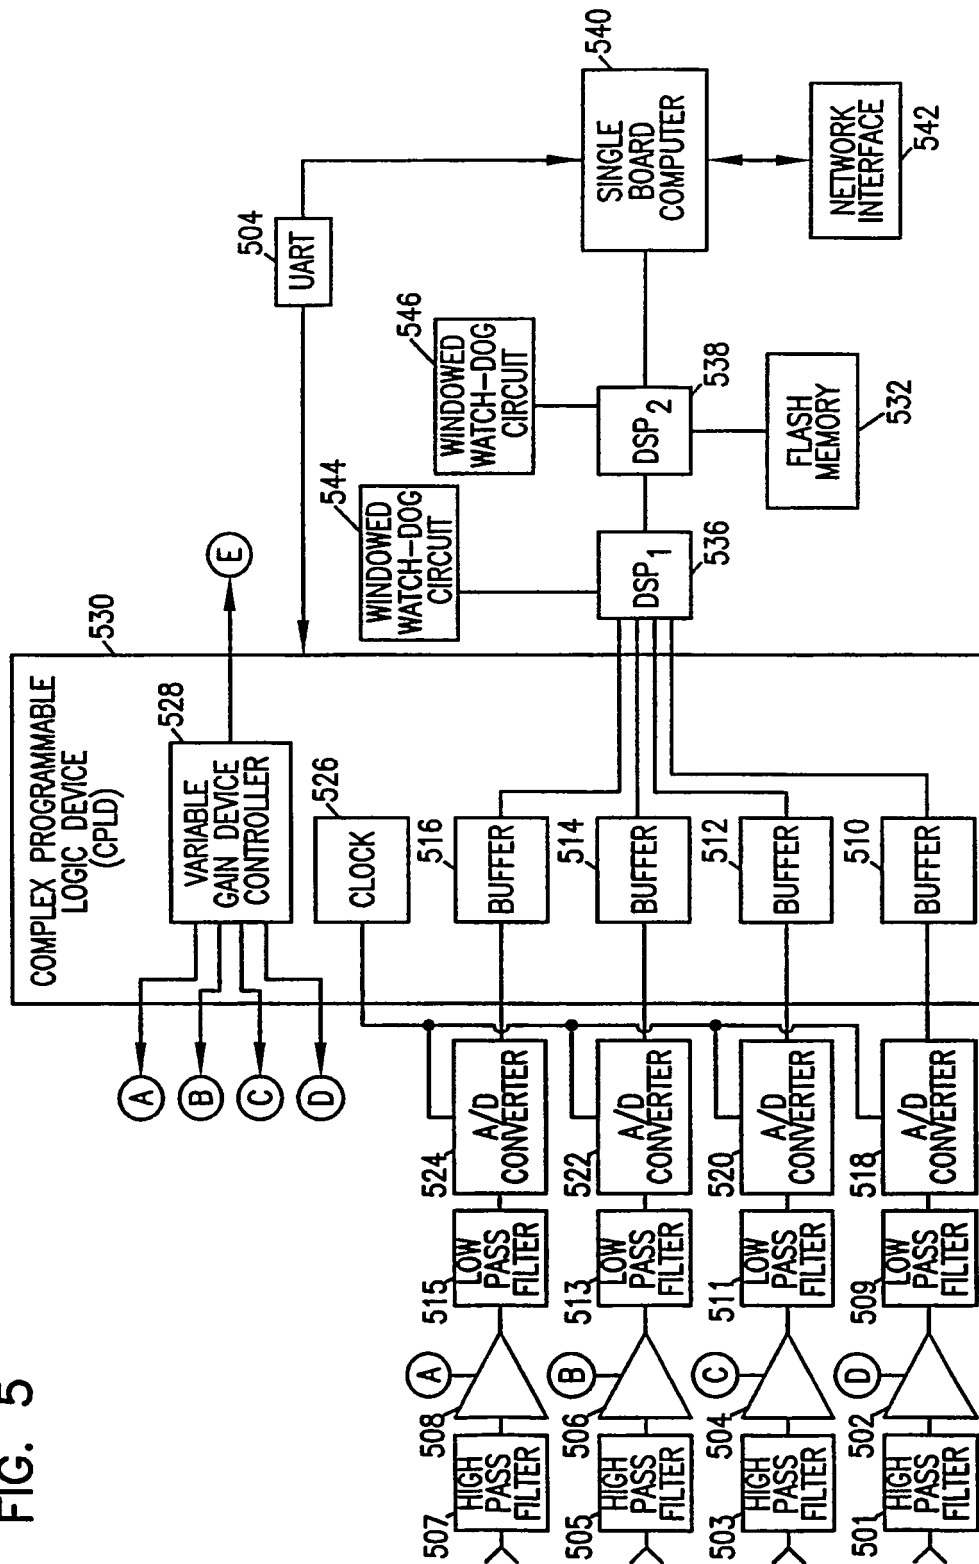 FIG. 5
COMPLEX PROGRAMMABLE
LOGIC DEVICE
(CPLD)
530
VARIABLE
GAIN DEVICE
CONTROLLER
528
A
B
C
D
E
CLOCK
526
504
UART
540
SINGLE
BOARD
COMPUTER
NETWORK
INTERFACE
542
544
WINDOWED
WATCH-DOG
CIRCUIT
546
WINDOWED
WATCH-DOG
CIRCUIT
DSP1
536
DSP2
538
FLASH
MEMORY
532
507
HIGH
PASS
FILTER
508
A
515
LOW
PASS
FILTER
524
A/D
CONVERTER
516
BUFFER
505
HIGH
PASS
FILTER
506
B
513
LOW
PASS
FILTER
522
A/D
CONVERTER
514
BUFFER
503
HIGH
PASS
FILTER
504
C
511
LOW
PASS
FILTER
520
A/D
CONVERTER
512
BUFFER
501
HIGH
PASS
FILTER
502
D
509
LOW
PASS
FILTER
518
A/D
CONVERTER
510
BUFFER